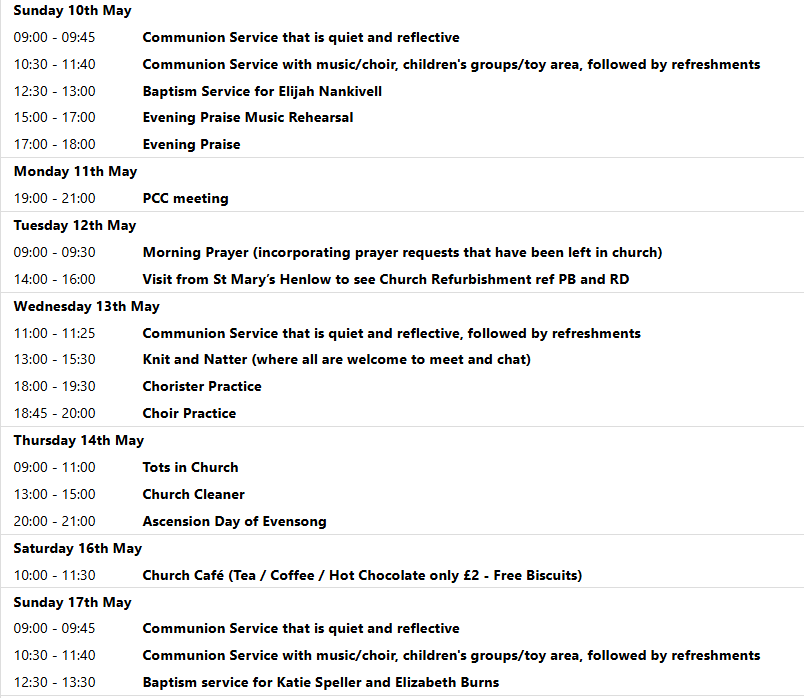 Sunday 10th May
09:00 - 09:45 Communion Service that is quiet and reflective
10:30 - 11:40 Communion Service with music/choir, children's groups/toy area, followed by refreshments
12:30 - 13:00 Baptism Service for Elijah Nankivell
15:00 - 17:00 Evening Praise Music Rehearsal
17:00 - 18:00 Evening Praise
Monday 11th May
19:00 - 21:00 PCC meeting
Tuesday 12th May
09:00 - 09:30 Morning Prayer (incorporating prayer requests that have been left in church)
14:00 - 16:00 Visit from St Mary’s Henlow to see Church Refurbishment ref PB and RD
Wednesday 13th May
11:00 - 11:25 Communion Service that is quiet and reflective, followed by refreshments
13:00 - 15:30 Knit and Natter (where all are welcome to meet and chat)
18:00 - 19:30 Chorister Practice
18:45 - 20:00 Choir Practice
Thursday 14th May
09:00 - 11:00 Tots in Church
13:00 - 15:00 Church Cleaner
20:00 - 21:00 Ascension Day of Evensong
Saturday 16th May
10:00 - 11:30 Church Café (Tea / Coffee / Hot Chocolate only £2 - Free Biscuits)
Sunday 17th May
09:00 - 09:45 Communion Service that is quiet and reflective
10:30 - 11:40 Communion Service with music/choir, children's groups/toy area, followed by refreshments
12:30 - 13:30 Baptism service for Katie Speller and Elizabeth Burns